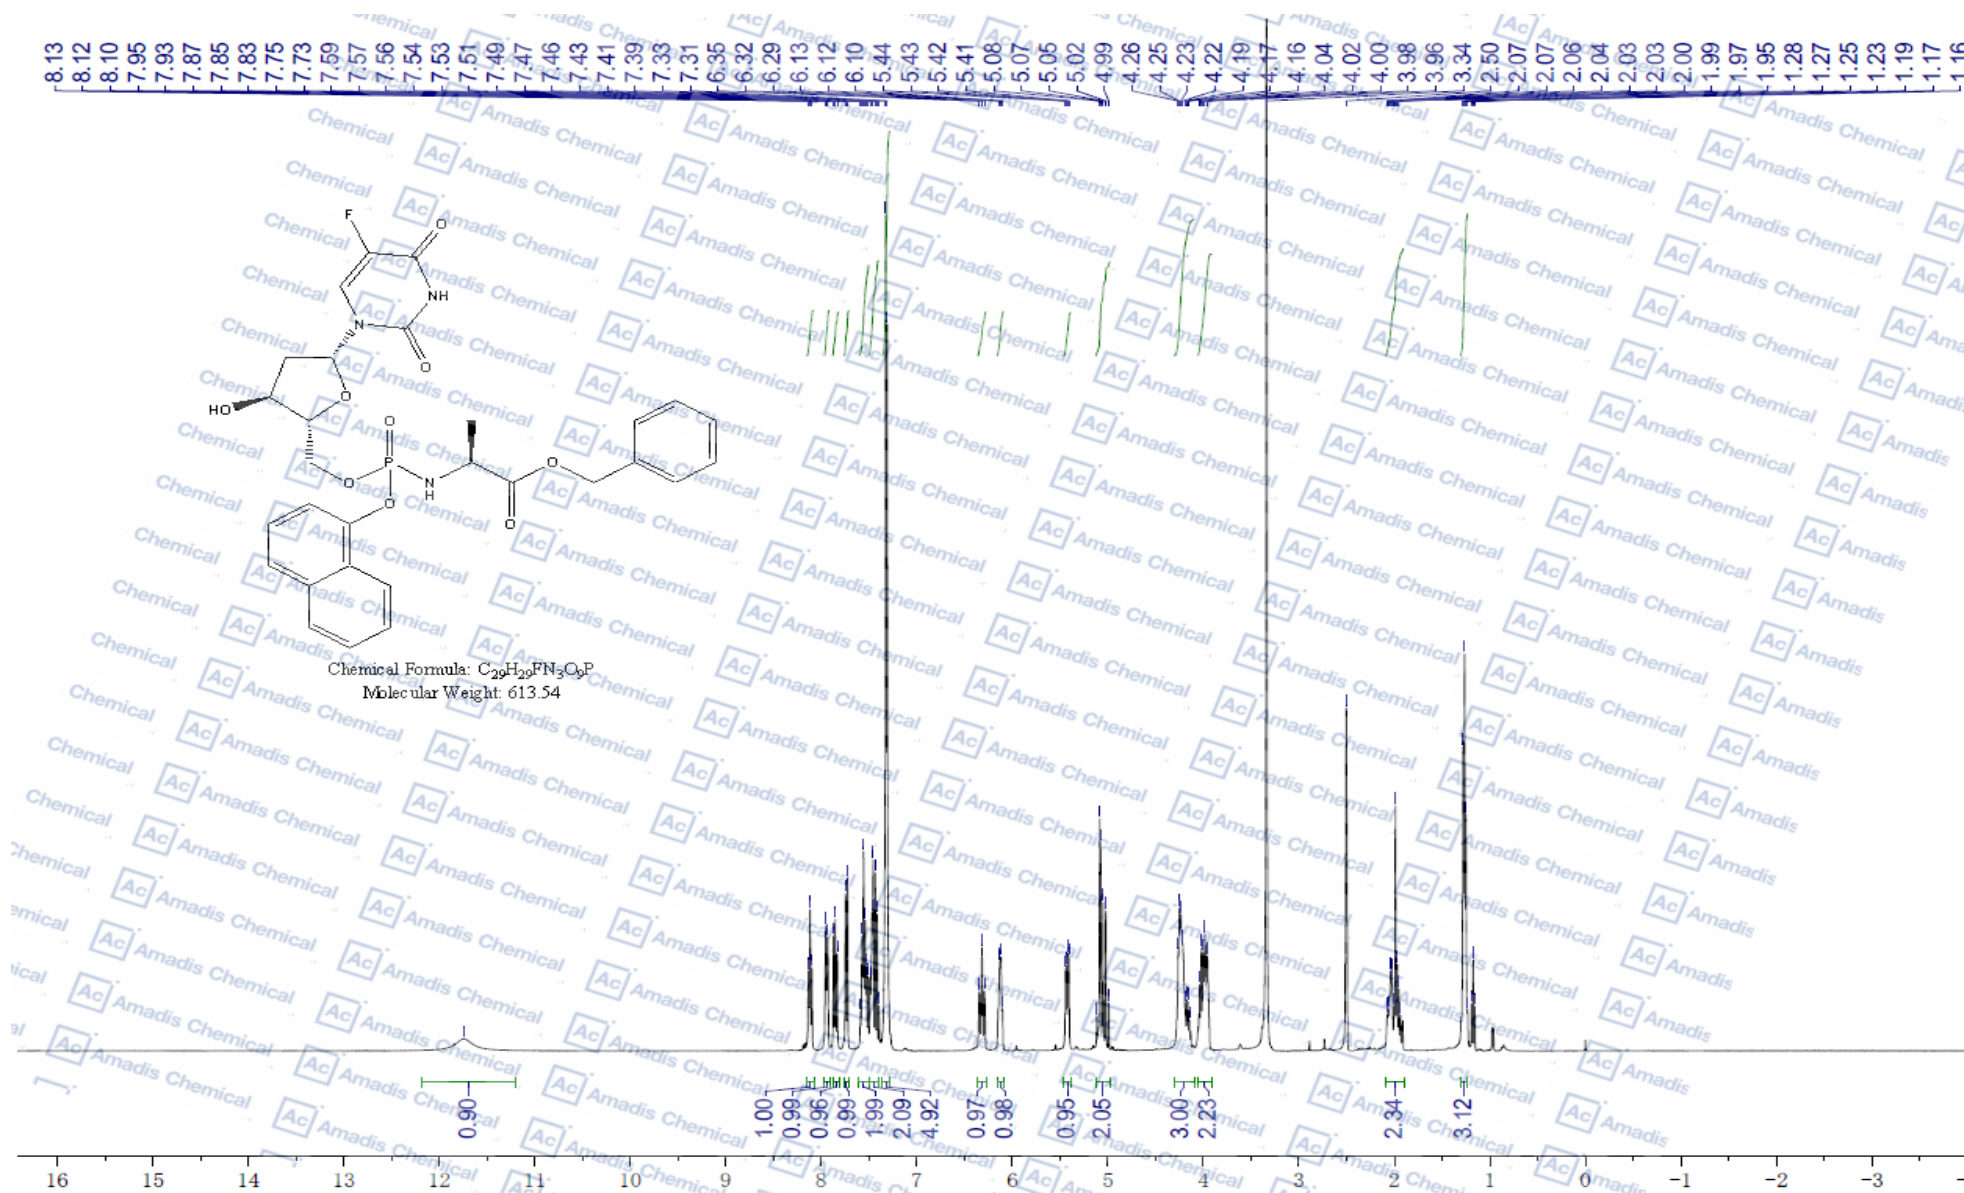 8.13 8.12 8.10 7.95 7.93 7.87 7.85 7.83 7.75 7.73 7.59 7.57 7.56 7.54 7.53 7.51 7.49 7.47 7.46 7.43 7.41 7.39 7.33 7.31 6.35 6.32 6.29 6.13 6.12 6.10 5.44 5.43 5.42 5.41 5.08 5.07 5.05 5.02 4.99 4.26 4.25 4.23 4.22 4.19 4.17 4.16 4.04 4.02 4.00 3.98 3.96 3.34 2.50 2.07 2.07 2.06 2.04 2.03 2.03 2.00 1.99 1.97 1.95 1.28 1.27 1.25 1.23 1.19 1.17 1.16
F
O
NH
N
O
HO
O
O
O
P
O
N
H
O
O
O
Chemical Formula: C29H29FN3O9P
Molecular Weight: 613.54
0.90 1.00 0.99 0.96 0.99 1.99 2.09 4.92 0.97 0.98 0.95 2.05 3.00 2.23 2.34 3.12
16 15 14 13 12 11 10 9 8 7 6 5 4 3 2 1 0 -1 -2 -3
Ac Amadis Chemical